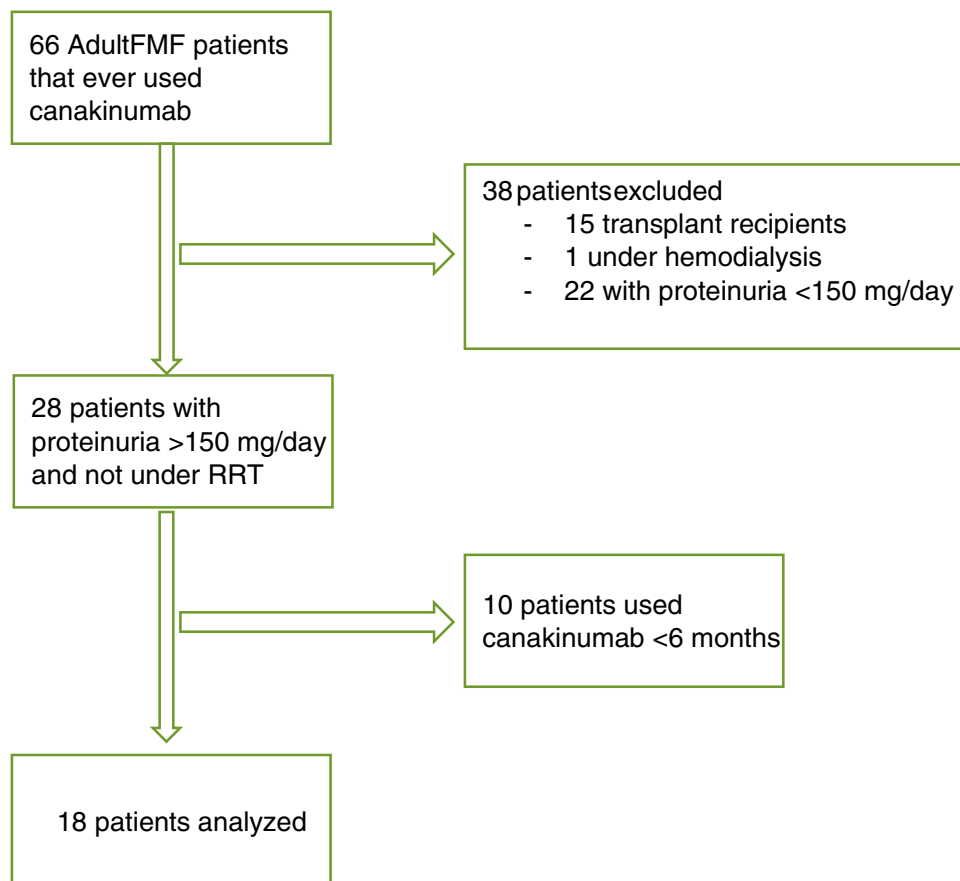 66 AdultFMF patients
that ever used
canakinumab
38 patientsexcluded
- 15 transplant recipients
- 1 under hemodialysis
- 22 with proteinuria <150 mg/day
28 patients with
proteinuria >150 mg/day
and not under RRT
10 patients used
canakinumab <6 months
18 patients analyzed